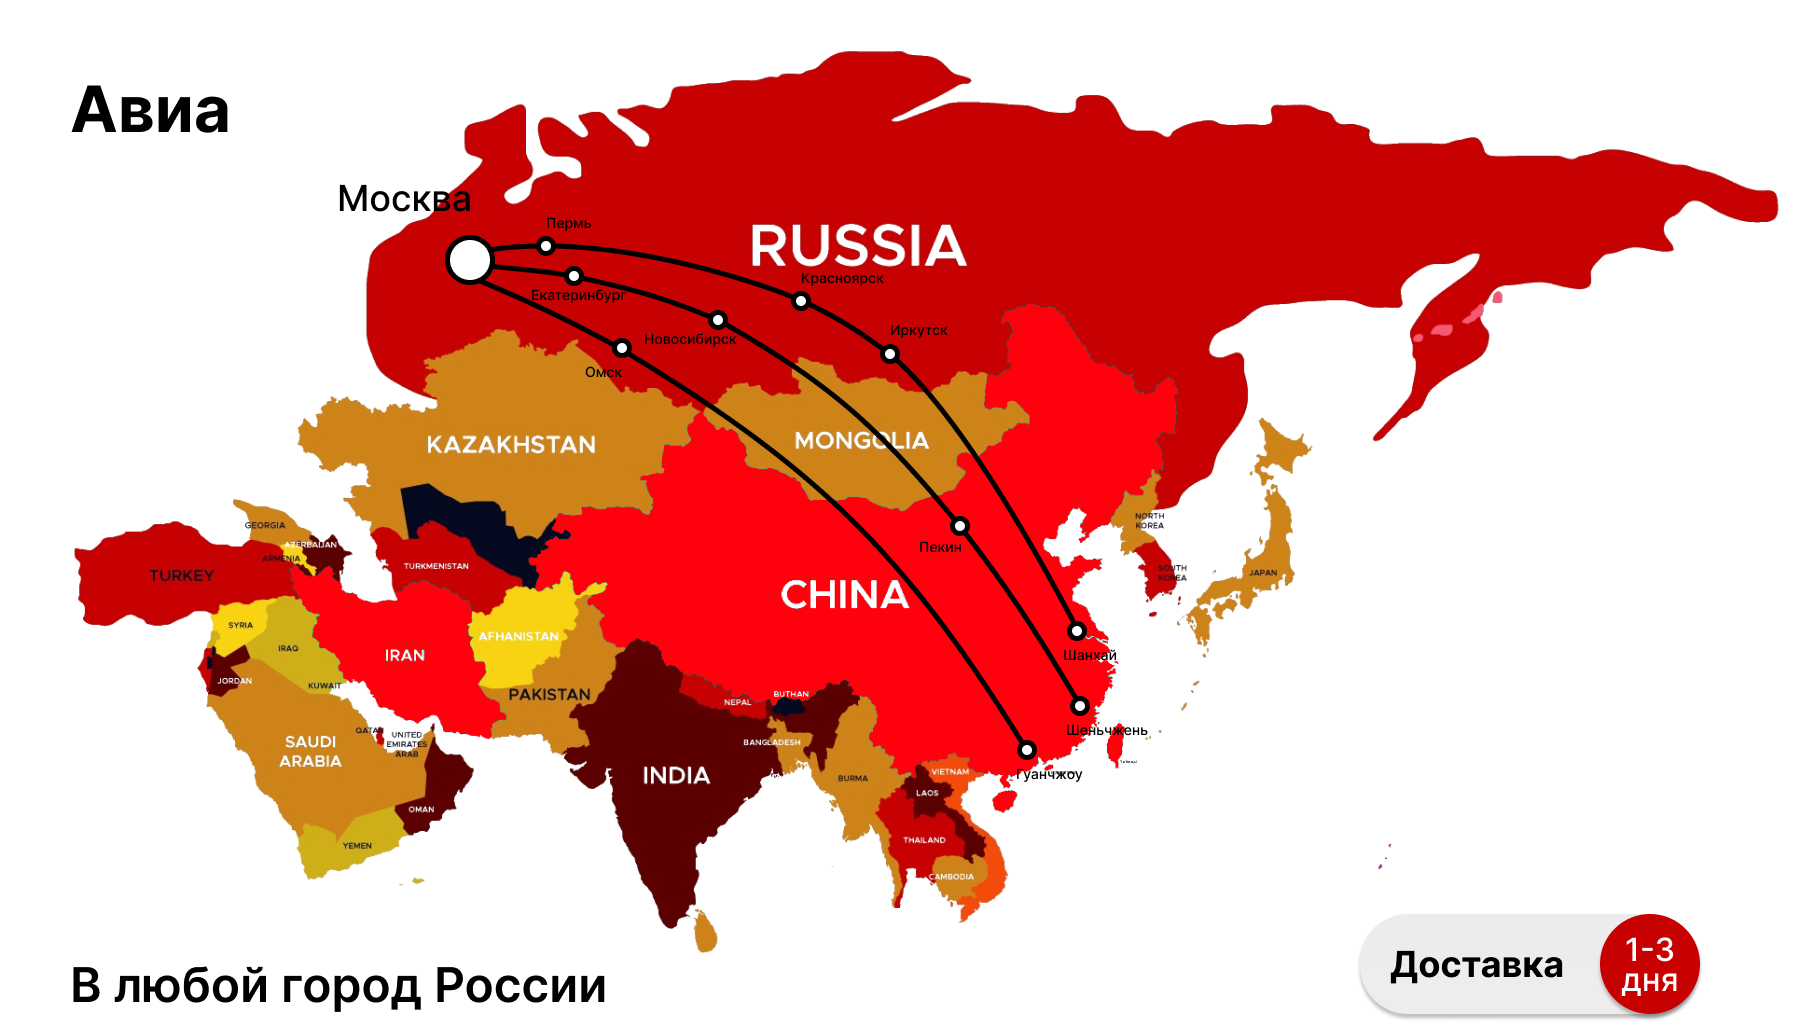 Авиа
Москва
Пермь
RUSSIA
Красноярск
Екатеринбург
Иркутск
Новосибирск
Омск
KAZAKHSTAN
MONGOLIA
GEORGIA
AZERBAIJAN
ARMENIA
NORTH
KOREA
Пекин
TURKEY
TURKMENISTAN
SOUTH
KOREA
JAPAN
CHINA
SYRIA
AFHANISTAN
IRAQ
IRAN
Шанхай
JORDAN
KUWAIT
PAKISTAN
BUTHAN
NEPAL
QATAR
UNITED
EMIRATES
ARAB
SAUDI
ARABIA
BANGLADESH
Шеньчжень
INDIA
BURMA
VIETNAM
Гуанчжоу
LAOS
OMAN
THAILAND
YEMEN
CAMBODIA
В любой город России
Доставка
1-3
дня